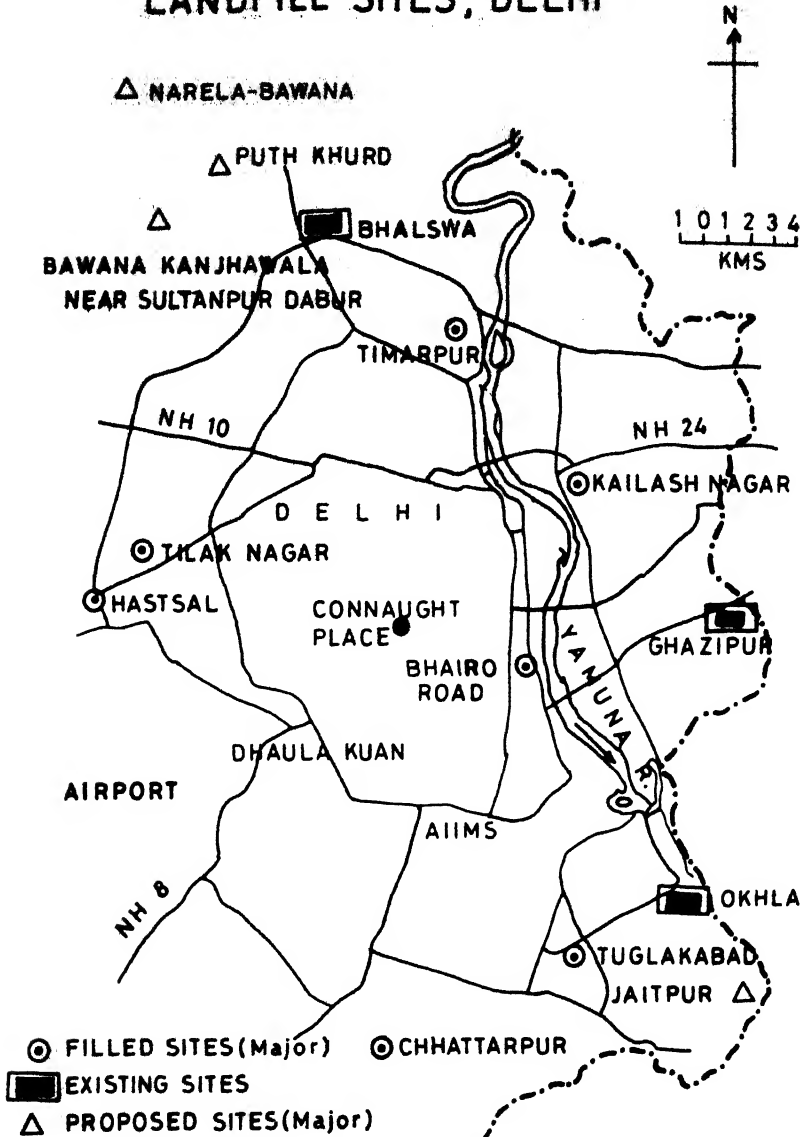 LANDFILL SITES, DELHI
N
NARELA-BAWANA
PUTH KHURD
1 0 1 2 3 4
KMS
BHALSWA
BAWANA KANJHAWALA
NEAR SULTANPUR DABUR
TIMARPUR
NH 10
NH 24
KAILASH NAGAR
DELHI
TILAK NAGAR
HASTSAL
CONNAUGHT
PLACE
GHAZIPUR
BHAIRO
ROAD
YAMUNA R.
DHAULA KUAN
AIRPORT
AIIMS
NH 8
OKHLA
TUGLAKABAD
JAITPUR
FILLED SITES(Major)
CHHATTARPUR
EXISTING SITES
PROPOSED SITES(Major)